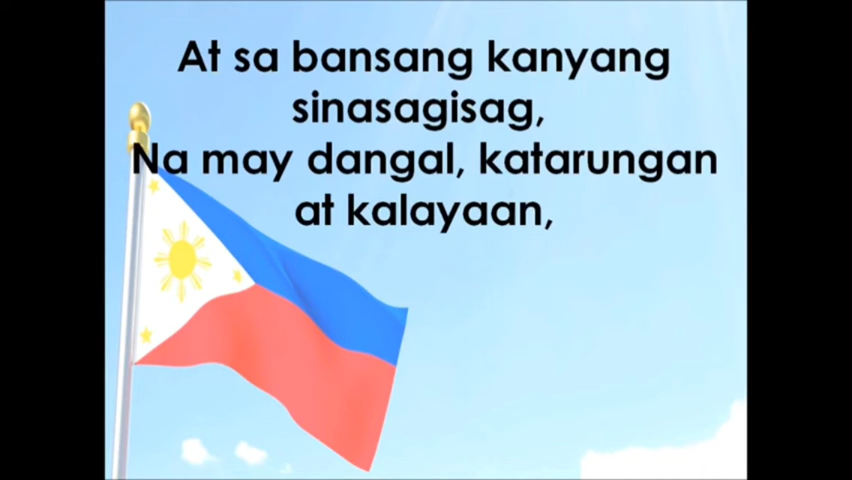 At sa bansang kanyang
sinasagisag,
Na may dangal, katarungan
at kalayaan,